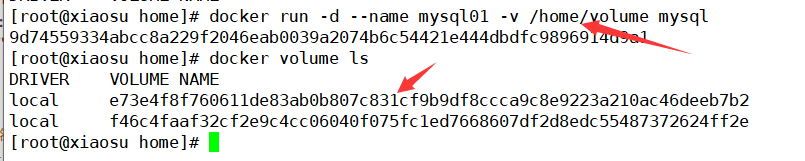 [root@xiaosu home]# docker run -d --name mysql01 -v /home/volume mysql
9d74559334abcc8a229f2046eab0039a2074b6c54421e444dbdfc9896914d9a1
[root@xiaosu home]# docker volume ls
DRIVER    VOLUME NAME
local     e73e4f8f760611de83ab0b807c831cf9b9df8ccca9c8e9223a210ac46deeb7b2
local     f46c4faaf32cf2e9c4cc06040f075fc1ed7668607df2d8edc55487372624ff2e
[root@xiaosu home]#